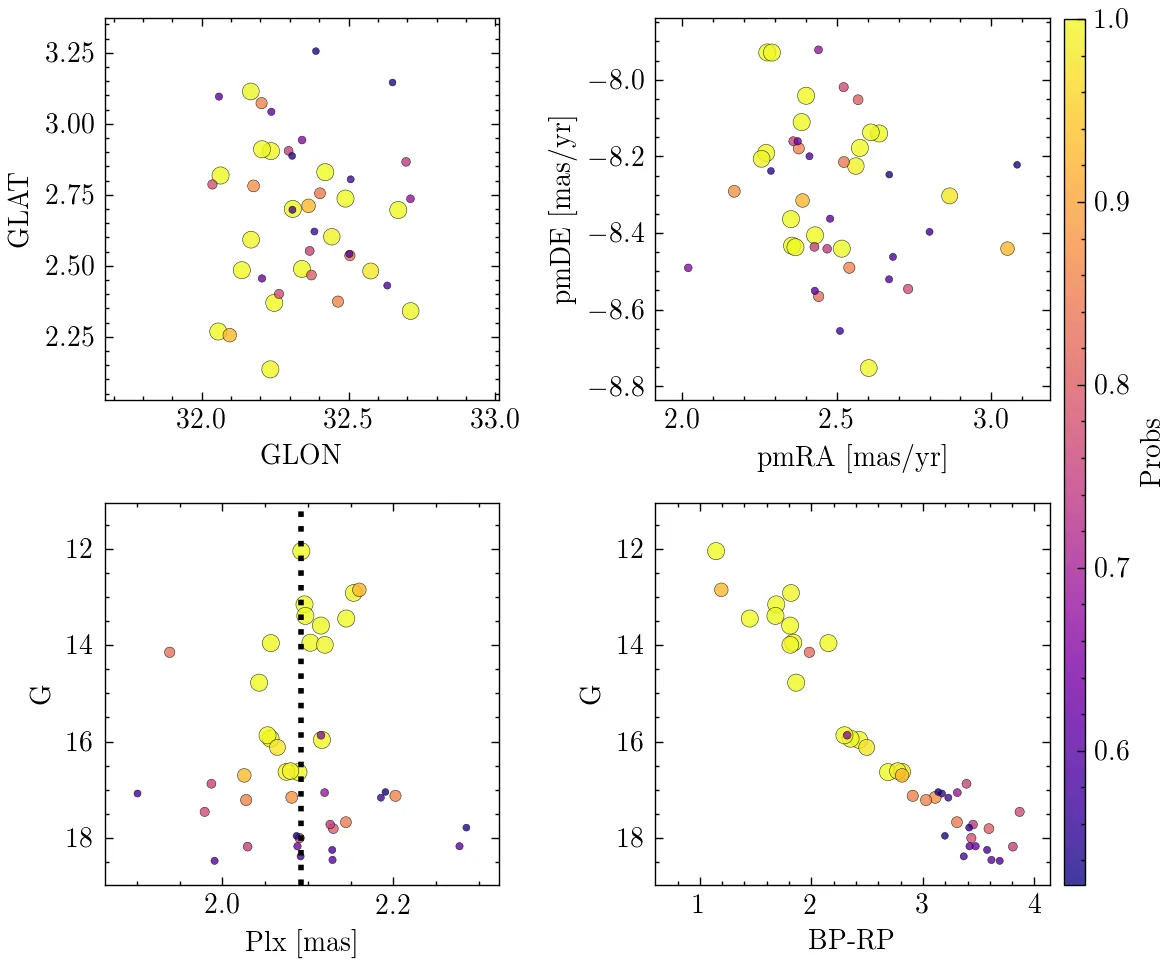 3.25
3.00
2.75
2.50
2.25
GLAT
32.0 32.5 33.0
GLON
−8.0
−8.2
−8.4
−8.6
−8.8
pmDE [mas/yr]
2.0 2.5 3.0
pmRA [mas/yr]
1.0
0.9
0.8
0.7
0.6
Probs
12
14
16
18
G
2.0 2.2
Plx [mas]
12
14
16
18
G
1 2 3 4
BP-RP